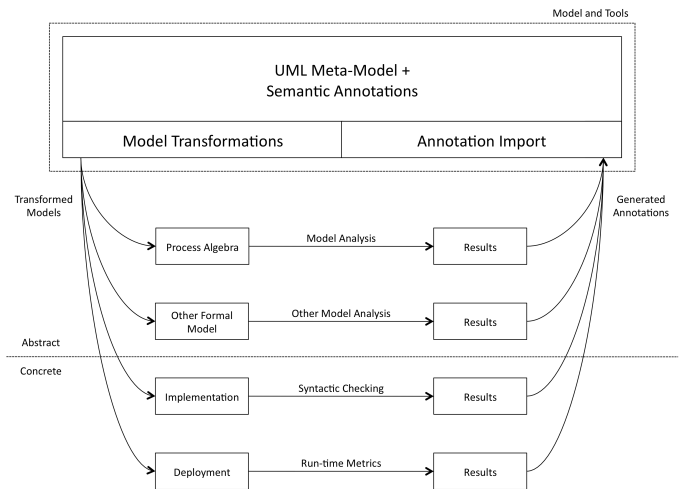 Model and Tools
UML Meta-Model +
Semantic Annotations
Model Transformations
Annotation Import
Transformed
Models
Generated
Annotations
Process Algebra
Model Analysis
Results
Other Formal
Model
Other Model Analysis
Results
Abstract
Concrete
Implementation
Syntactic Checking
Results
Deployment
Run-time Metrics
Results